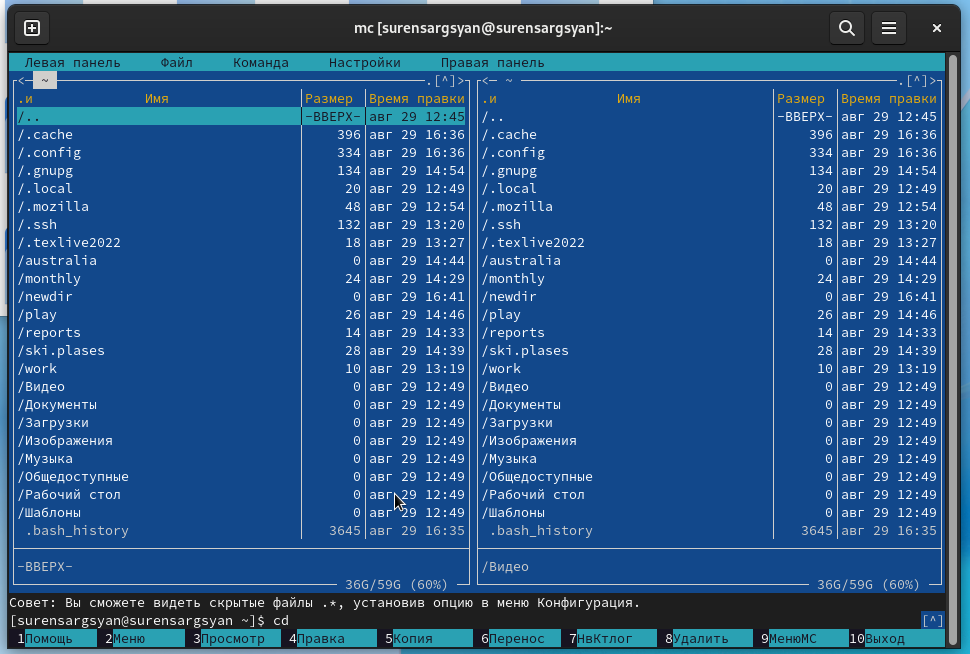 mc [surensargsyan@surensargsyan]:~
Левая панель Файл Команда Настройки Правая панель
<— ~ .[^]> <— ~ .[^]>
.и Имя Размер Время правки .и Имя Размер Время правки
/.. -ВВЕРХ- авг 29 12:45 /.. -ВВЕРХ- авг 29 12:45
/.cache 396 авг 29 16:36 /.cache 396 авг 29 16:36
/.config 334 авг 29 16:36 /.config 334 авг 29 16:36
/.gnupg 134 авг 29 14:54 /.gnupg 134 авг 29 14:54
/.local 20 авг 29 12:49 /.local 20 авг 29 12:49
/.mozilla 48 авг 29 12:54 /.mozilla 48 авг 29 12:54
/.ssh 132 авг 29 13:20 /.ssh 132 авг 29 13:20
/.texlive2022 18 авг 29 13:27 /.texlive2022 18 авг 29 13:27
/australia 0 авг 29 14:44 /australia 0 авг 29 14:44
/monthly 24 авг 29 14:29 /monthly 24 авг 29 14:29
/newdir 0 авг 29 16:41 /newdir 0 авг 29 16:41
/play 26 авг 29 14:46 /play 26 авг 29 14:46
/reports 14 авг 29 14:33 /reports 14 авг 29 14:33
/ski.plases 28 авг 29 14:39 /ski.plases 28 авг 29 14:39
/work 10 авг 29 13:19 /work 10 авг 29 13:19
/Видео 0 авг 29 12:49 /Видео 0 авг 29 12:49
/Документы 0 авг 29 12:49 /Документы 0 авг 29 12:49
/Загрузки 0 авг 29 12:49 /Загрузки 0 авг 29 12:49
/Изображения 0 авг 29 12:49 /Изображения 0 авг 29 12:49
/Музыка 0 авг 29 12:49 /Музыка 0 авг 29 12:49
/Общедоступные 0 авг 29 12:49 /Общедоступные 0 авг 29 12:49
/Рабочий стол 0 авг 29 12:49 /Рабочий стол 0 авг 29 12:49
/Шаблоны 0 авг 29 12:49 /Шаблоны 0 авг 29 12:49
.bash_history 3645 авг 29 16:35 .bash_history 3645 авг 29 16:35
-ВВЕРХ- /Видео
36G/59G (60%) 36G/59G (60%)
Совет: Вы сможете видеть скрытые файлы .*, установив опцию в меню Конфигурация.
[surensargsyan@surensargsyan ~]$ cd [^]
1Помощь 2Меню 3Просмотр 4Правка 5Копия 6Перенос 7НвКтлог 8Удалить 9МенюMC 10Выход